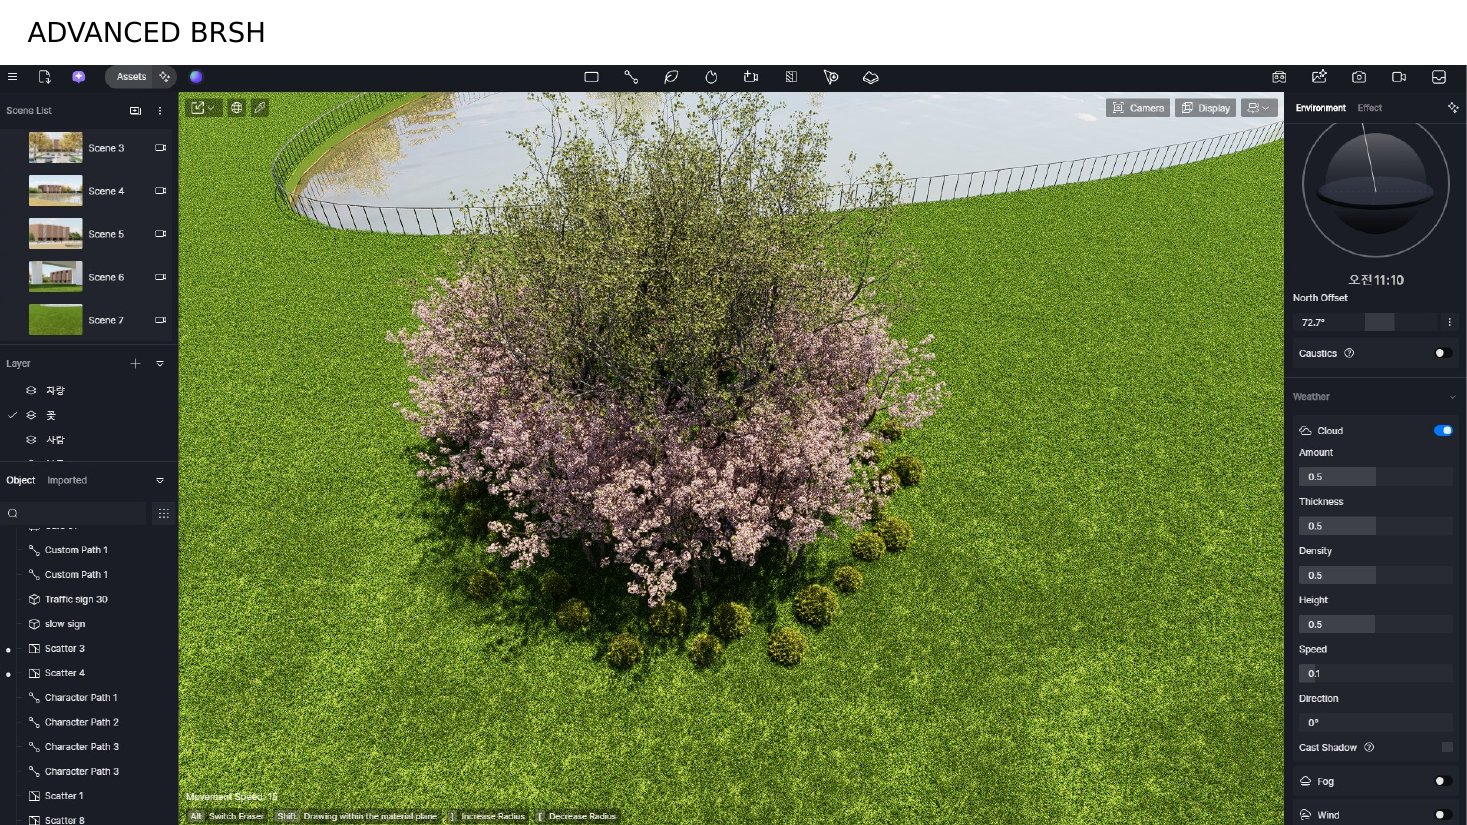 ADVANCED BRSH
Assets
Scene List
Scene 3
Scene 4
Scene 5
Scene 6
Scene 7
Layer
차량
꽃
사람
Object Imported
Custom Path 1
Custom Path 1
Traffic sign 30
slow sign
Scatter 3
Scatter 4
Character Path 1
Character Path 2
Character Path 3
Character Path 3
Scatter 1
Scatter 8
Camera Display
Movement Speed: 15
Alt Switch Eraser Shift Drawing within the material plane ] Increase Radius [ Decrease Radius
Environment Effect
오전 11:10
North Offset
72.7°
Caustics
Weather
Cloud
Amount
0.5
Thickness
0.5
Density
0.5
Height
0.5
Speed
0.1
Direction
0°
Cast Shadow
Fog
Wind